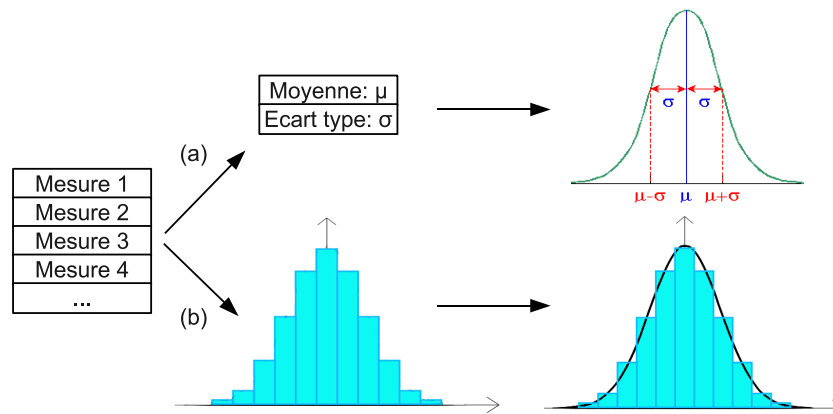 Mesure 1
Mesure 2
Mesure 3
Mesure 4
...
(a)
Moyenne: μ
Ecart type: σ
σ σ
μ-σ μ μ+σ
(b)